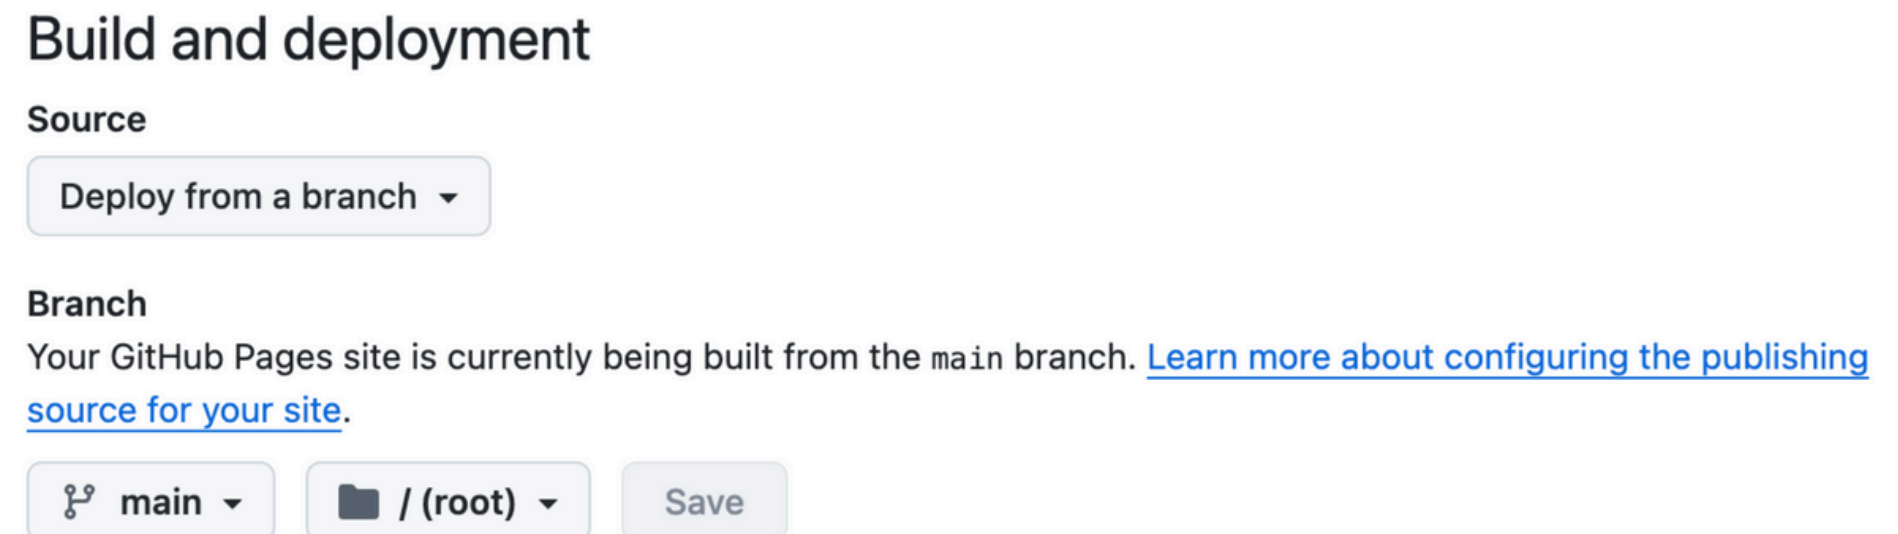 Build and deployment
Source
Deploy from a branch
Branch
Your GitHub Pages site is currently being built from the main branch. Learn more about configuring the publishing
source for your site.
main / (root) Save